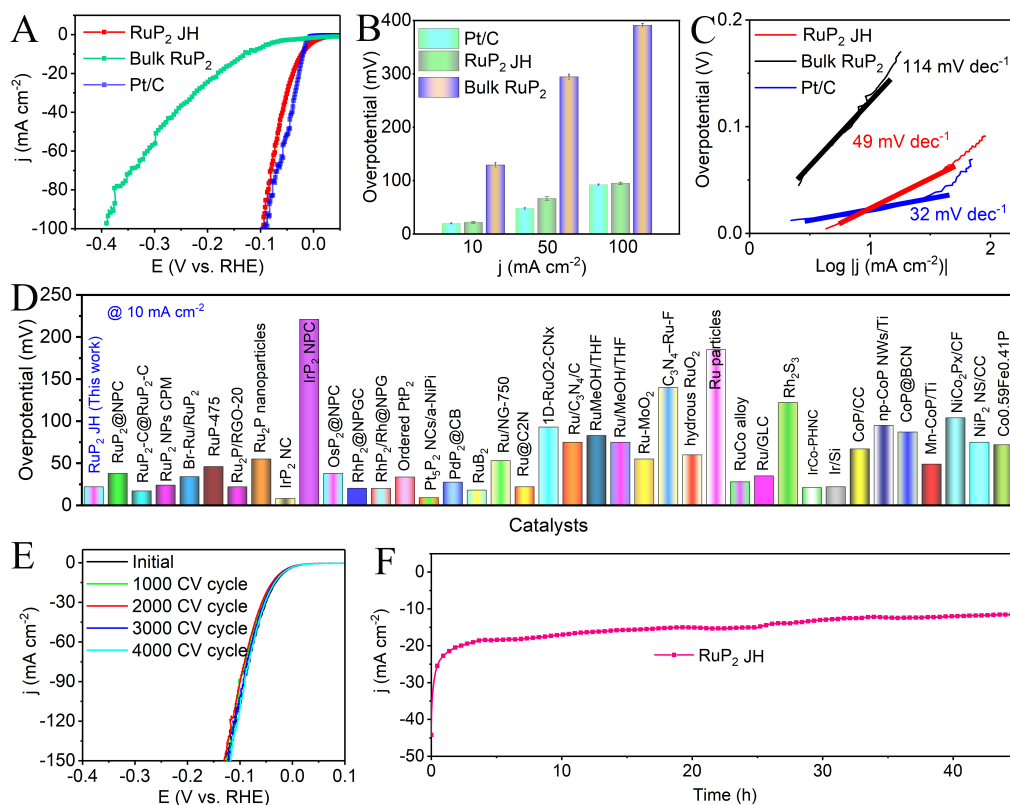 A
RuP2 JH
Bulk RuP2
Pt/C
0
-20
-40
-60
-80
-100
j (mA cm-2)
-0.4
-0.3
-0.2
-0.1
0.0
E (V vs. RHE)
B
Pt/C
RuP2 JH
Bulk RuP2
400
300
200
100
0
Overpotential (mV)
10
50
100
j (mA cm-2)
C
RuP2 JH
Bulk RuP2
Pt/C
114 mV dec-1
49 mV dec-1
32 mV dec-1
0.2
0.1
0.0
Overpotential (V)
0
1
2
Log |j (mA cm-2)|
D
@ 10 mA cm-2
250
200
150
100
50
0
Overpotential (mV)
RuP2 JH (This work)
RuP2@NPC
RuP2-C@RuP2-C
RuP2 NPs CPM
Br-Ru/RuP2
RuP-475
Ru2P/RGO-20
Ru2P nanoparticles
IrP2 NC
IrP2 NPC
OsP2@NPC
RhP2@NPGC
RhP2/Rh@NPG
Ordered PtP2
Pt5P2 NCs/a-NiPi
PdP2@CB
RuB2
Ru/NG-750
Ru@C2N
1D-RuO2-CNx
Ru/C3N4/C
RuMeOH/THF
Ru/MeOH/THF
Ru-MoO2
C3N4–Ru-F
hydrous RuO2
Ru particles
RuCo alloy
Ru/GLC
Rh2S3
IrCo-PHNC
Ir/Si
CoP/CC
np-CoP NWs/Ti
CoP@BCN
Mn-CoP/Ti
NiCo2Px/CF
NiP2 NS/CC
Co0.59Fe0.41P
Catalysts
E
Initial
1000 CV cycle
2000 CV cycle
3000 CV cycle
4000 CV cycle
0
-30
-60
-90
-120
-150
j (mA cm-2)
-0.4
-0.3
-0.2
-0.1
0.0
0.1
E (V vs. RHE)
F
RuP2 JH
0
-10
-20
-30
-40
-50
j (mA cm-2)
0
10
20
30
40
Time (h)